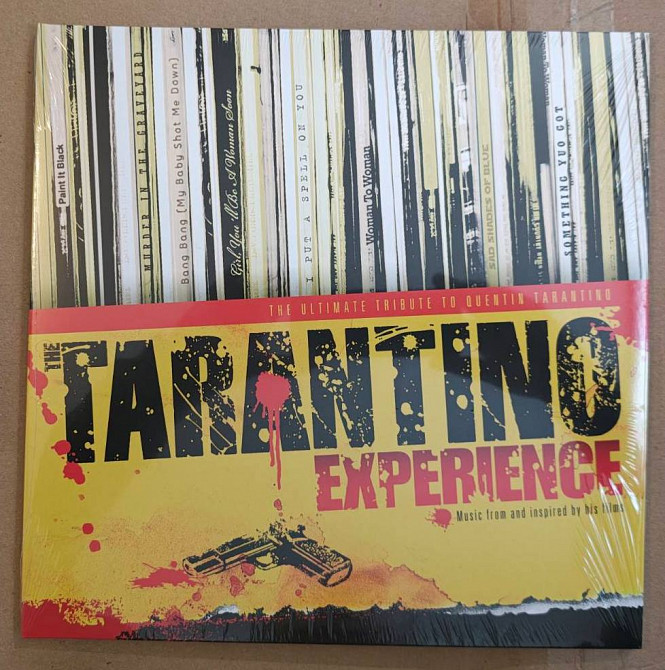 Paint It Black
MURDER IN THE GRAVEYARD
Bang Bang (My Baby Shot Me Down)
Girl, You'll Be A Woman Soon
I PUT A SPELL ON YOU
Woman To Woman
SAD SHADES OF BLUE
SOMETHING YUO GOT
THE ULTIMATE TRIBUTE TO QUENTIN TARANTINO
THE
TARANTINO
EXPERIENCE
Music from and inspired by his films